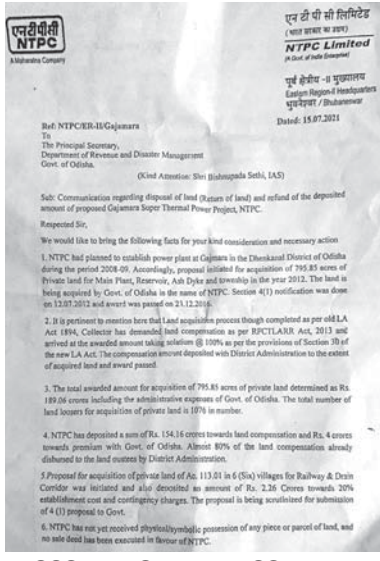 एनटीपीसी
NTPC
A Maharatna Company
एन टी पी सी लिमिटेड
(भारत सरकार का उद्यम)
NTPC Limited
(A Govt. of India Enterprise)
पूर्व क्षेत्रीय -II मुख्यालय
Eastern Region-II Headquarters
भुवनेश्वर / Bhubaneswar
Ref: NTPC/ER-II/Gajamara
Dated: 15.07.2021
To
The Principal Secretary,
Department of Revenue and Disaster Management
Govt. of Odisha.
(Kind Attention: Shri Bishnupada Sethi, IAS)
Sub: Communication regarding disposal of land (Return of land) and refund of the deposited
amount of proposed Gajamara Super Thermal Power Project, NTPC.
Respected Sir,
We would like to bring the following facts for your kind consideration and necessary action
1. NTPC had planned to establish power plant at Gajmara in the Dhenkanal District of Odisha
during the period 2008-09. Accordingly, proposal initiated for acquisition of 795.85 acres of
Private land for Main Plant, Reservoir, Ash Dyke and township in the year 2012. The land is
being acquired by Govt. of Odisha in the name of NTPC. Section 4(1) notification was done
on 12.07.2012 and award was passed on 21.12.2016.
2. It is pertinent to mention here that Land acquisition process though completed as per old LA
Act 1894, Collector has demanded land compensation as per RFCTLARR Act, 2013 and
arrived at the awarded amount taking solatium @ 100% as per the provisions of Section 30 of
the new LA Act. The compensation amount deposited with District Administration to the extent
of acquired land and award passed.
3. The total awarded amount for acquisition of 795.85 acres of private land determined as Rs.
189.06 crores including the administrative expenses of Govt. of Odisha. The total number of
land loosers for acquisition of private land is 1076 in number.
4. NTPC has deposited a sum of Rs. 154.16 crores towards land compensation and Rs. 4 crores
towards premium with Govt. of Odisha. Almost 80% of the land compensation already
disbursed to the land oustees by District Administration.
5.Proposal for acquisition of private land of Ac. 113.01 in 6 (Six) villages for Railway & Drain
Corridor was initiated and also deposited an amount of Rs. 2.26 Crores towards 20%
establishment cost and contingency charges. The proposal is being scrutinized for submission
of 4 (1) proposal to Govt.
6. NTPC has not yet received physical/symbolic possession of any piece or parcel of land, and
no sale deed has been executed in favour of NTPC.